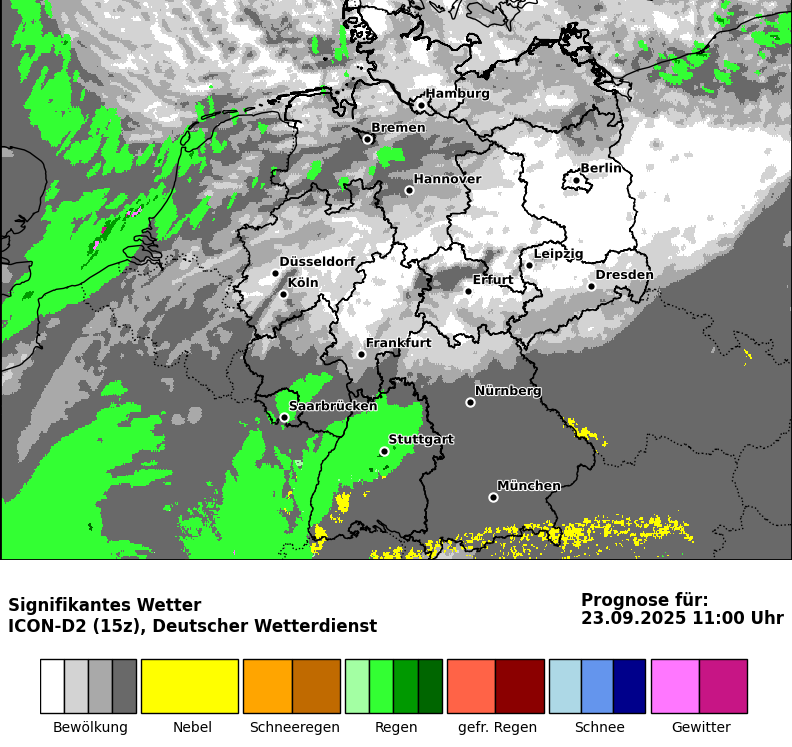 Hamburg
Bremen
Berlin
Hannover
Leipzig
Düsseldorf
Dresden
Köln
Erfurt
Frankfurt
Nürnberg
Saarbrücken
Stuttgart
München
Signifikantes Wetter
ICON-D2 (15z), Deutscher Wetterdienst
Prognose für:
23.09.2025 11:00 Uhr
Bewölkung
Nebel
Schneeregen
Regen
gefr. Regen
Schnee
Gewitter